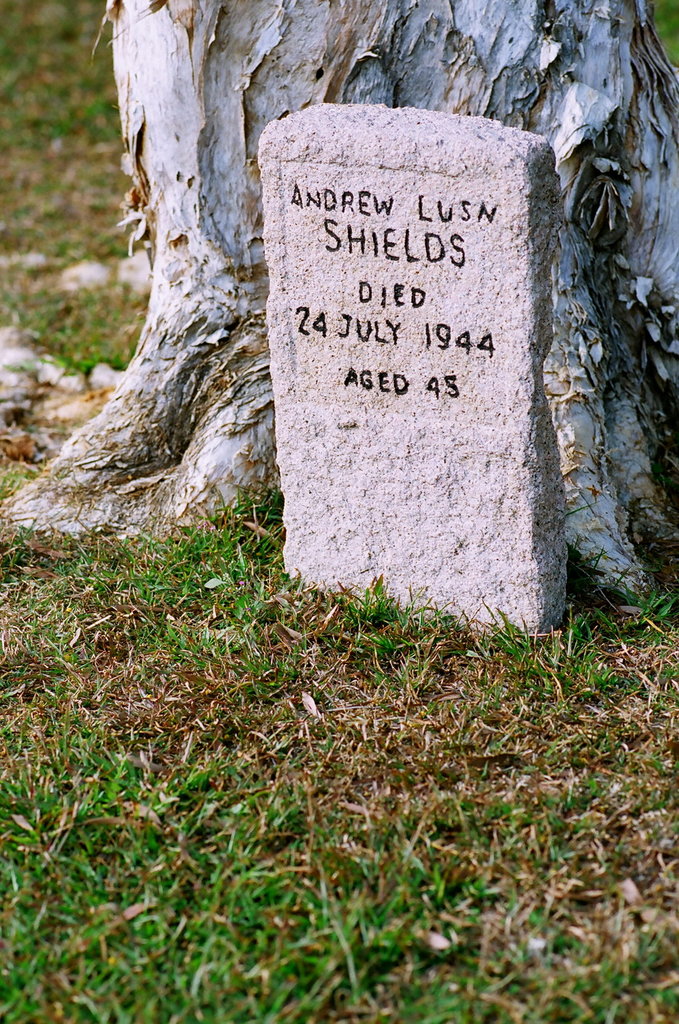 ANDREW LUSN
SHIELDS
DIED
24 JULY 1944
AGED 45